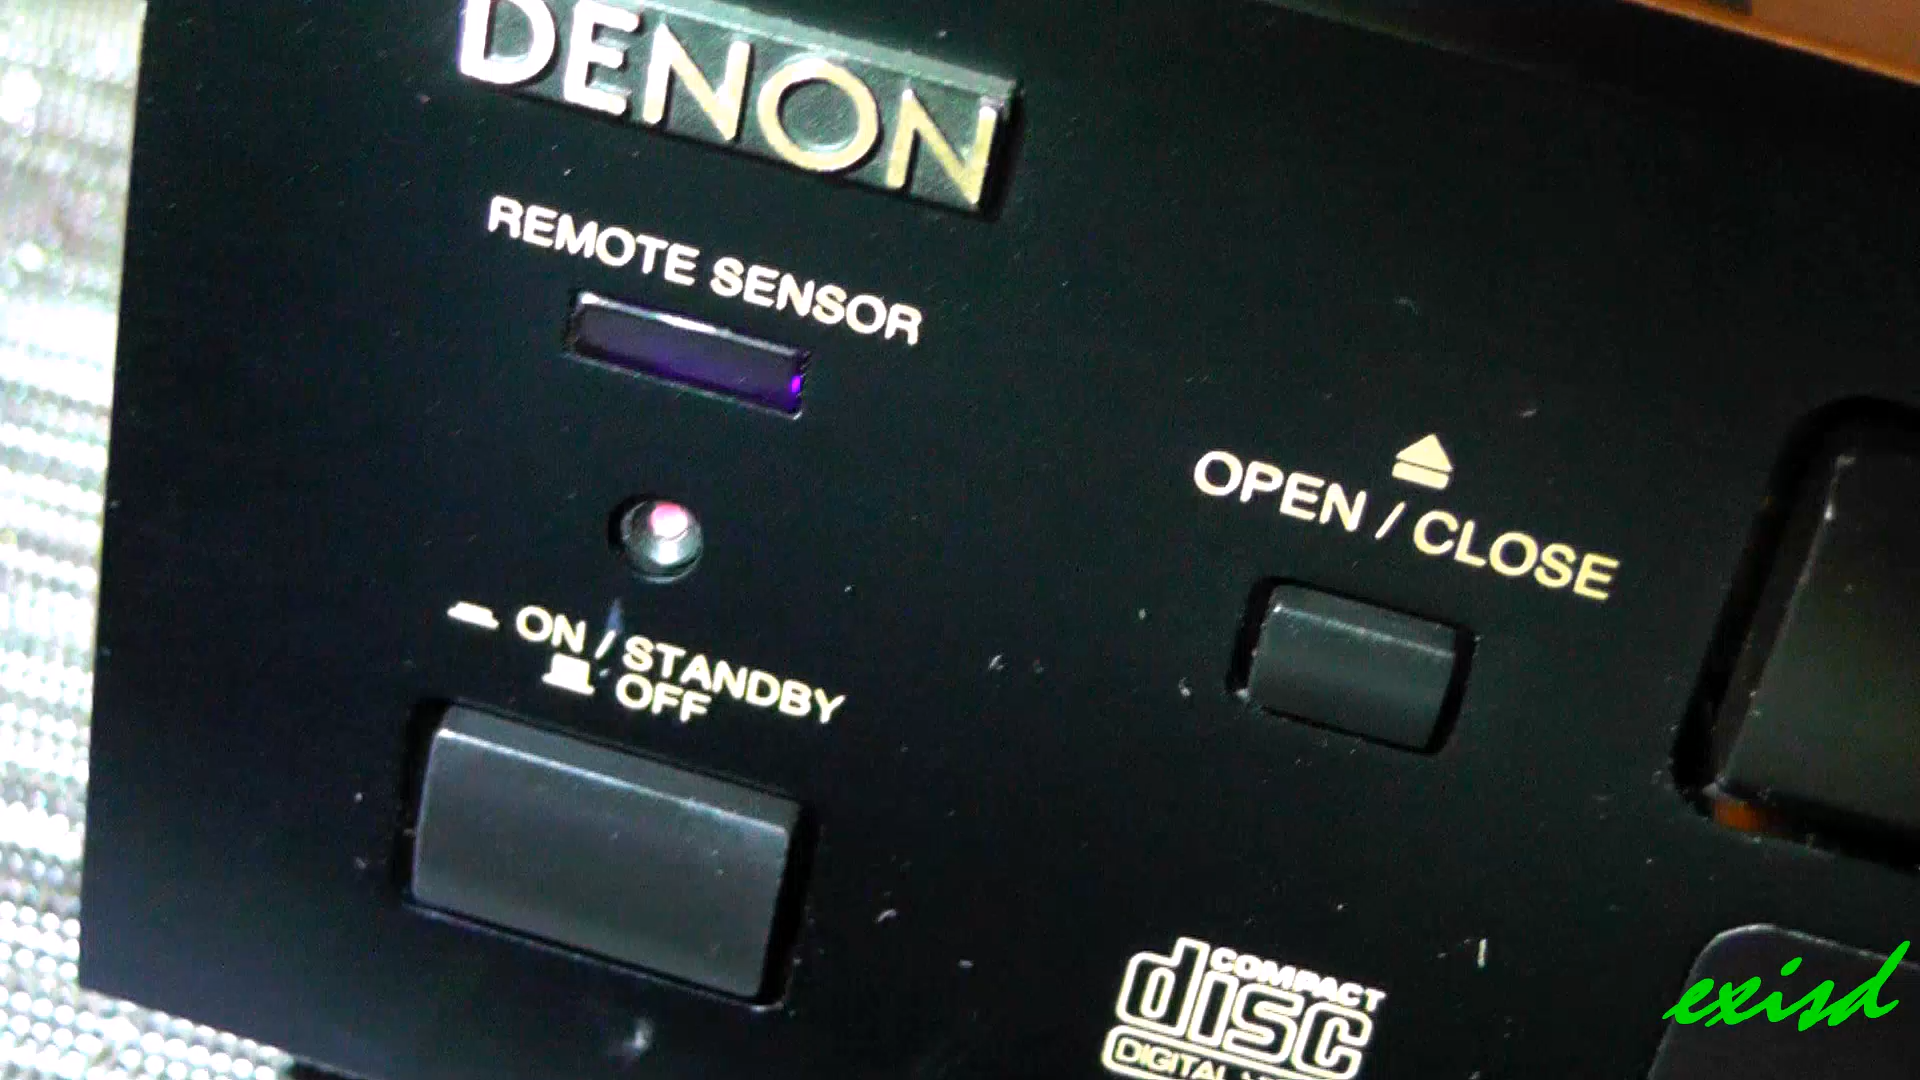 DENON
REMOTE SENSOR
OPEN / CLOSE
ON / STANDBY
OFF
COMPACT
disc
DIGITAL
exisd